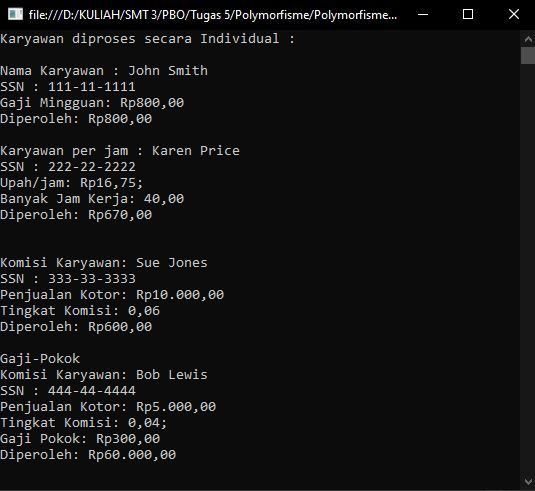 file:///D:/KULIAH/SMT 3/PBO/Tugas 5/Polymorfisme/Polymorfisme...
Karyawan diproses secara Individual :
Nama Karyawan : John Smith
SSN : 111-11-1111
Gaji Mingguan: Rp800,00
Diperoleh: Rp800,00
Karyawan per jam : Karen Price
SSN : 222-22-2222
Upah/jam: Rp16,75;
Banyak Jam Kerja: 40,00
Diperoleh: Rp670,00
Komisi Karyawan: Sue Jones
SSN : 333-33-3333
Penjualan Kotor: Rp10.000,00
Tingkat Komisi: 0,06
Diperoleh: Rp600,00
Gaji-Pokok
Komisi Karyawan: Bob Lewis
SSN : 444-44-4444
Penjualan Kotor: Rp5.000,00
Tingkat Komisi: 0,04;
Gaji Pokok: Rp300,00
Diperoleh: Rp60.000,00